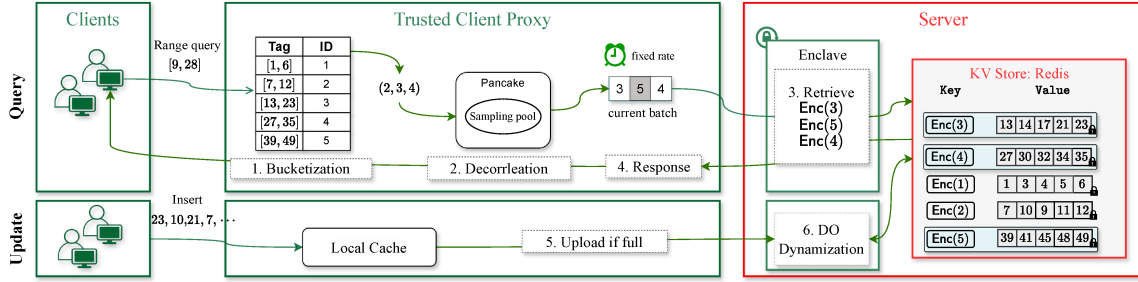 Clients
Trusted Client Proxy
Server
Query
Range query
[9, 28]
Tag ID
[1, 6] 1
[7, 12] 2
[13, 23] 3
[27, 35] 4
[39, 49] 5
(2, 3, 4)
Pancake
Sampling pool
fixed rate
3 5 4
current batch
Enclave
3. Retrieve
Enc(3)
Enc(5)
Enc(4)
KV Store: Redis
Key Value
Enc(3) 13 14 17 21 23
Enc(4) 27 30 32 34 35
Enc(1) 1 3 4 5 6
Enc(2) 7 10 9 11 12
Enc(5) 39 41 45 48 49
1. Bucketization
2. Decorrleation
4. Response
Update
Insert
23, 10,21, 7, ···
Local Cache
5. Upload if full
6. DO
Dynamization